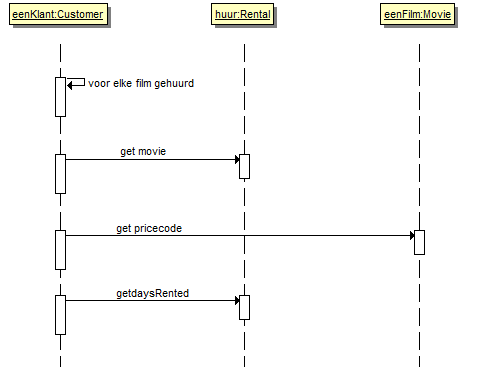 eenKlant:Customer
huur:Rental
eenFilm:Movie
voor elke film gehuurd
get movie
get pricecode
getdaysRented